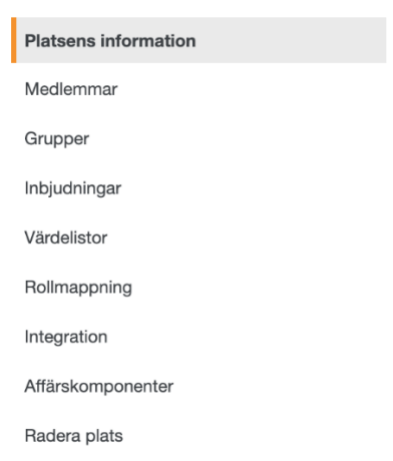 Platsens information
Medlemmar
Grupper
Inbjudningar
Värdelistor
Rollmappning
Integration
Affärskomponenter
Radera plats